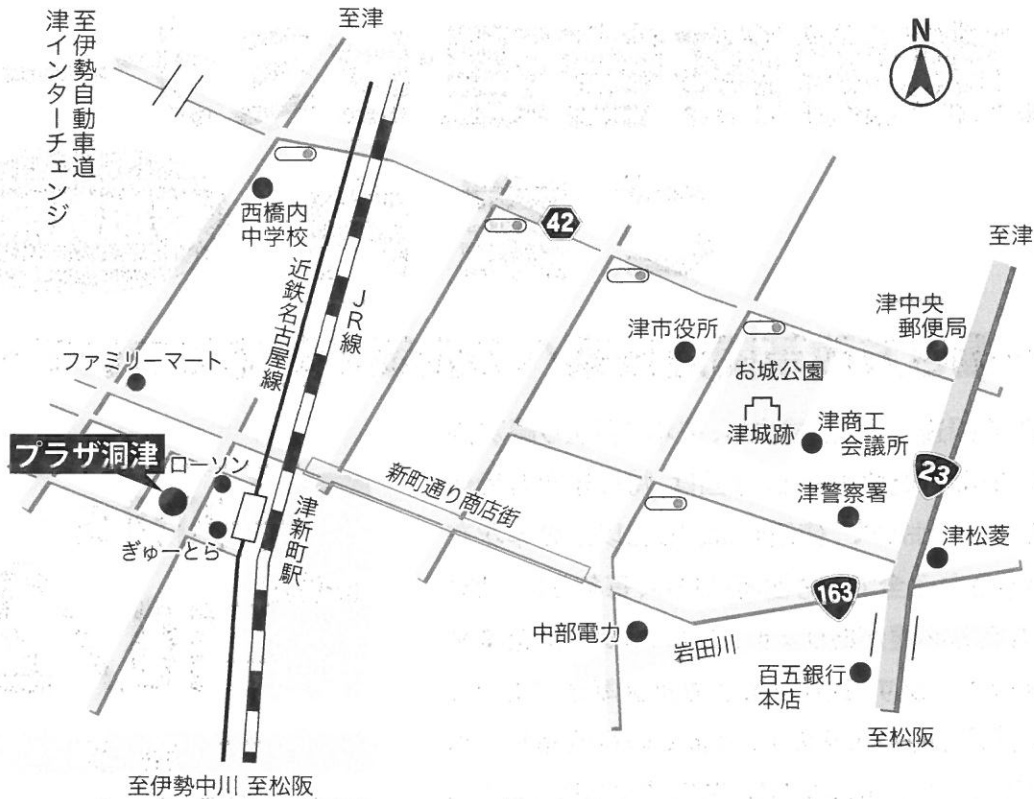 至伊勢自動車道
津インターチェンジ
至津
N
西橋内
中学校
42
至津
近鉄名古屋線
JR線
津市役所
津中央
郵便局
ファミリーマート
お城公園
津城跡
津商工
会議所
プラザ洞津
ローソン
新町通り商店街
23
津警察署
ぎゅーとら
津新町駅
津松菱
163
中部電力
岩田川
百五銀行
本店
至松阪
至伊勢中川
至松阪